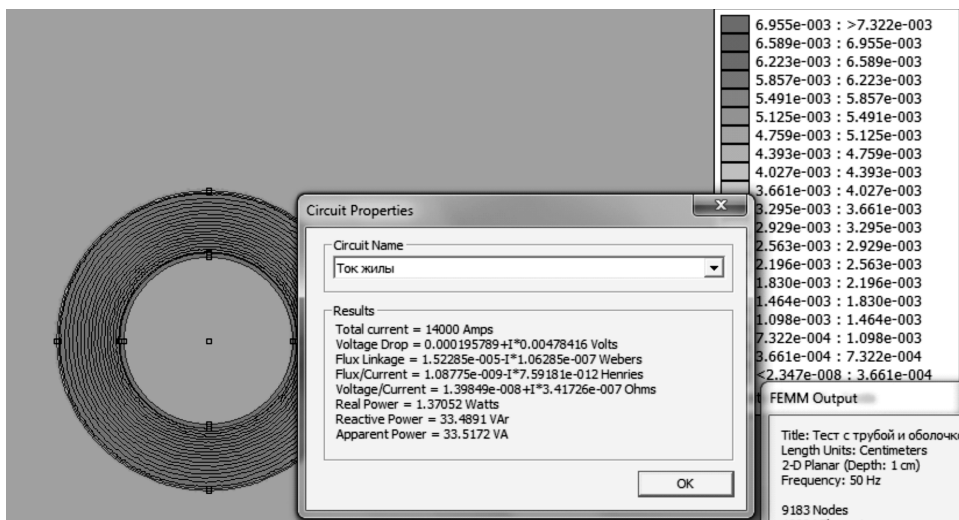 6.955e-003 : >7.322e-003
6.589e-003 : 6.955e-003
6.223e-003 : 6.589e-003
5.857e-003 : 6.223e-003
5.491e-003 : 5.857e-003
5.125e-003 : 5.491e-003
4.759e-003 : 5.125e-003
4.393e-003 : 4.759e-003
4.027e-003 : 4.393e-003
3.661e-003 : 4.027e-003
3.295e-003 : 3.661e-003
2.929e-003 : 3.295e-003
2.563e-003 : 2.929e-003
2.196e-003 : 2.563e-003
1.830e-003 : 2.196e-003
1.464e-003 : 1.830e-003
1.098e-003 : 1.464e-003
7.322e-004 : 1.098e-003
3.661e-004 : 7.322e-004
<2.347e-008 : 3.661e-004
Circuit Properties
Circuit Name
Ток жилы
Results
Total current = 14000 Amps
Voltage Drop = 0.000195789+I*0.00478416 Volts
Flux Linkage = 1.52285e-005-I*1.06285e-007 Webers
Flux/Current = 1.08775e-009-I*7.59181e-012 Henries
Voltage/Current = 1.39849e-008+I*3.41726e-007 Ohms
Real Power = 1.37052 Watts
Reactive Power = 33.4891 VAr
Apparent Power = 33.5172 VA
OK
FEMM Output
Title: Тест с трубой и оболочко
Length Units: Centimeters
2-D Planar (Depth: 1 cm)
Frequency: 50 Hz
9183 Nodes